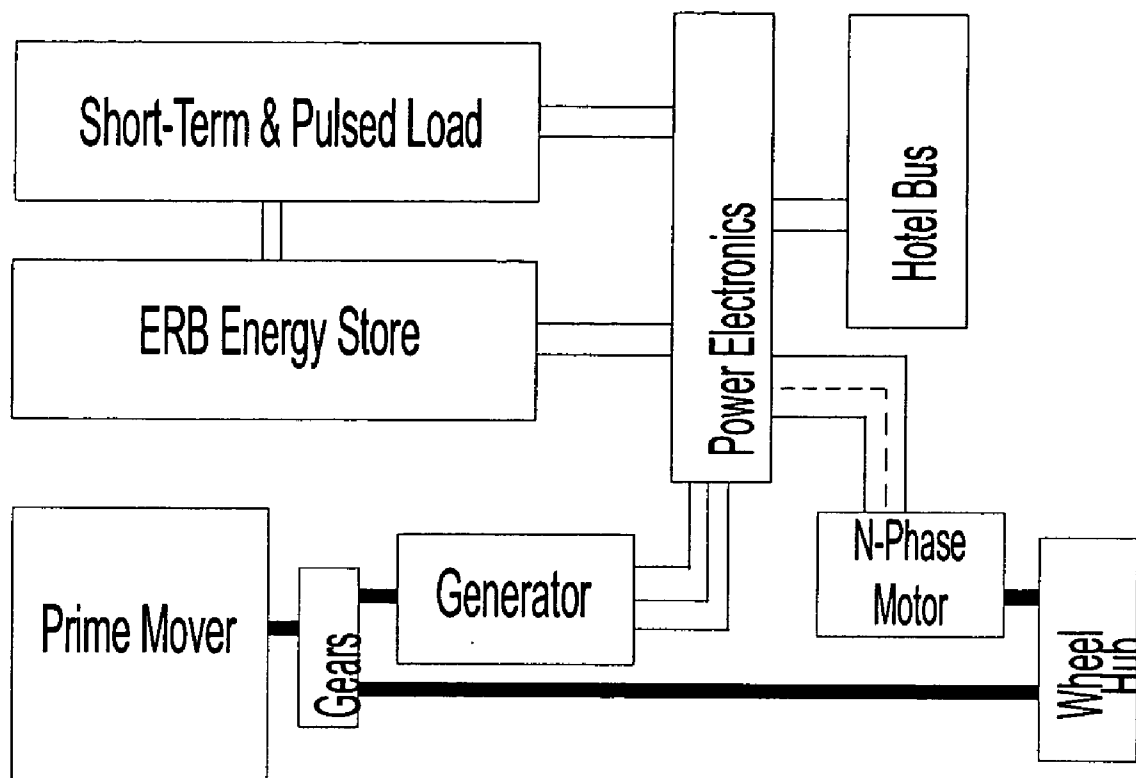 Short-Term & Pulsed Load
ERB Energy Store
Power Electronics
Hotel Bus
Prime Mover
Gears
Generator
N-Phase
Motor
Wheel
Hub